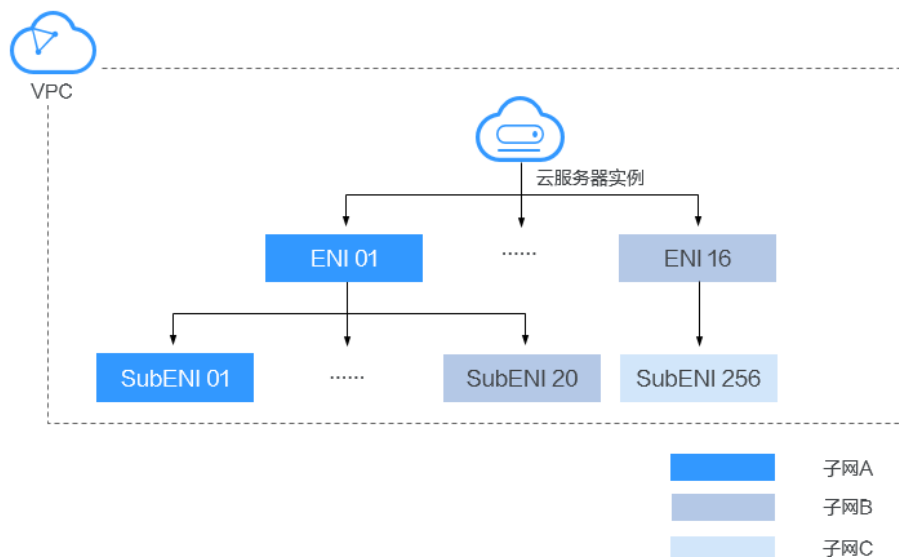 VPC
云服务器实例
ENI 01
······
ENI 16
SubENI 01
······
SubENI 20
SubENI 256
子网A
子网B
子网C